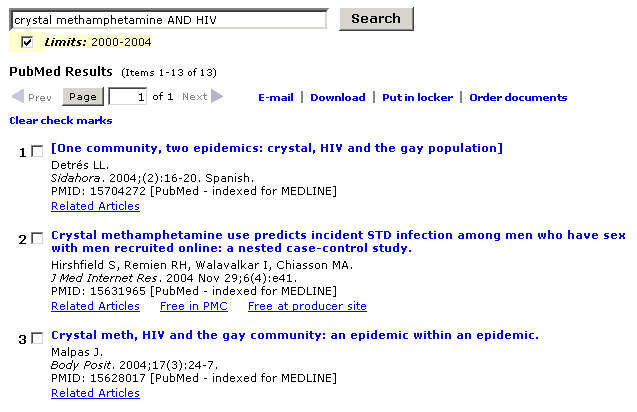 crystal methamphetamine AND HIV Search
Limits: 2000-2004
PubMed Results (Items 1-13 of 13)
Prev Page 1 of 1 Next E-mail | Download | Put in locker | Order documents
Clear check marks
1 [One community, two epidemics: crystal, HIV and the gay population]
Detrés LL.
Sidahora. 2004;(2):16-20. Spanish.
PMID: 15704272 [PubMed - indexed for MEDLINE]
Related Articles
2 Crystal methamphetamine use predicts incident STD infection among men who have sex
with men recruited online: a nested case-control study.
Hirshfield S, Remien RH, Walavalkar I, Chiasson MA.
J Med Internet Res. 2004 Nov 29;6(4):e41.
PMID: 15631965 [PubMed - indexed for MEDLINE]
Related Articles Free in PMC Free at producer site
3 Crystal meth, HIV and the gay community: an epidemic within an epidemic.
Malpas J.
Body Posit. 2004;17(3):24-7.
PMID: 15628017 [PubMed - indexed for MEDLINE]
Related Articles